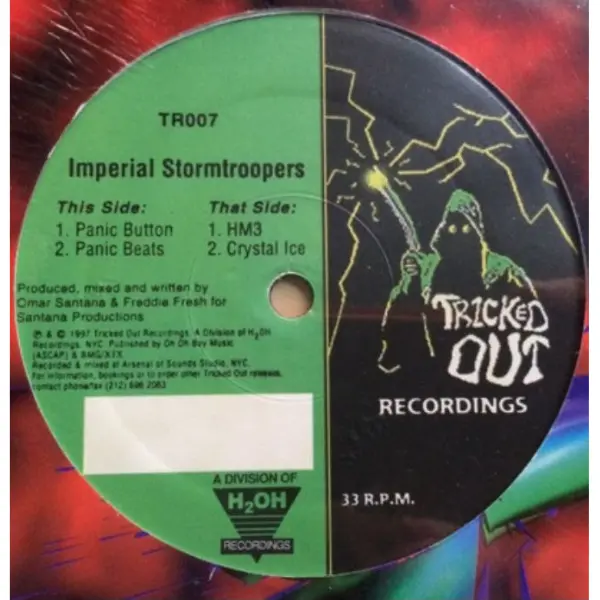 TR007
Imperial Stormtroopers
This Side:
1. Panic Button
2. Panic Beats
That Side:
1. HM3
2. Crystal Ice
Produced, mixed and written by
Omar Santana & Freddie Fresh for
Santana Productions
℗ & © 1997 Tricked Out Recordings. A Division of H₂OH
Recordings, NYC. Published by Oh Oh Boy Music
(ASCAP) & BMG/XTX.
Recorded & mixed at Arsenal of Sounds Studio, NYC.
For information, bookings or to order other Tricked Out releases,
contact phone/fax (212)
A DIVISION OF
H₂OH
RECORDINGS
TRICKED
OUT
RECORDINGS
33 R.P.M.